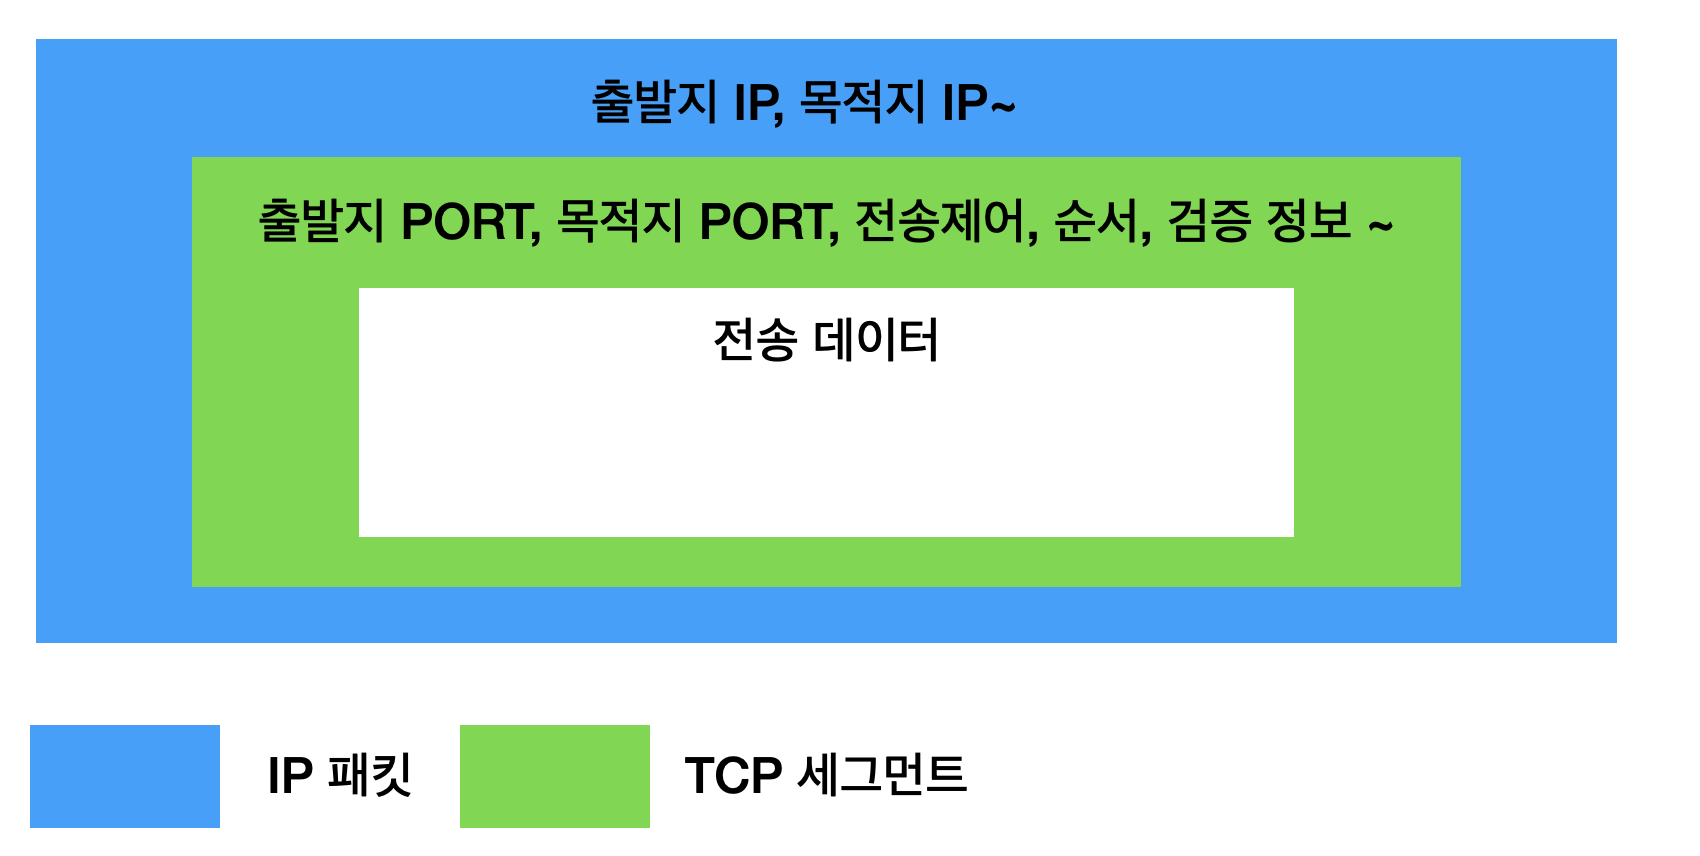 출발지 IP, 목적지 IP~
출발지 PORT, 목적지 PORT, 전송제어, 순서, 검증 정보 ~
전송 데이터
IP 패킷
TCP 세그먼트